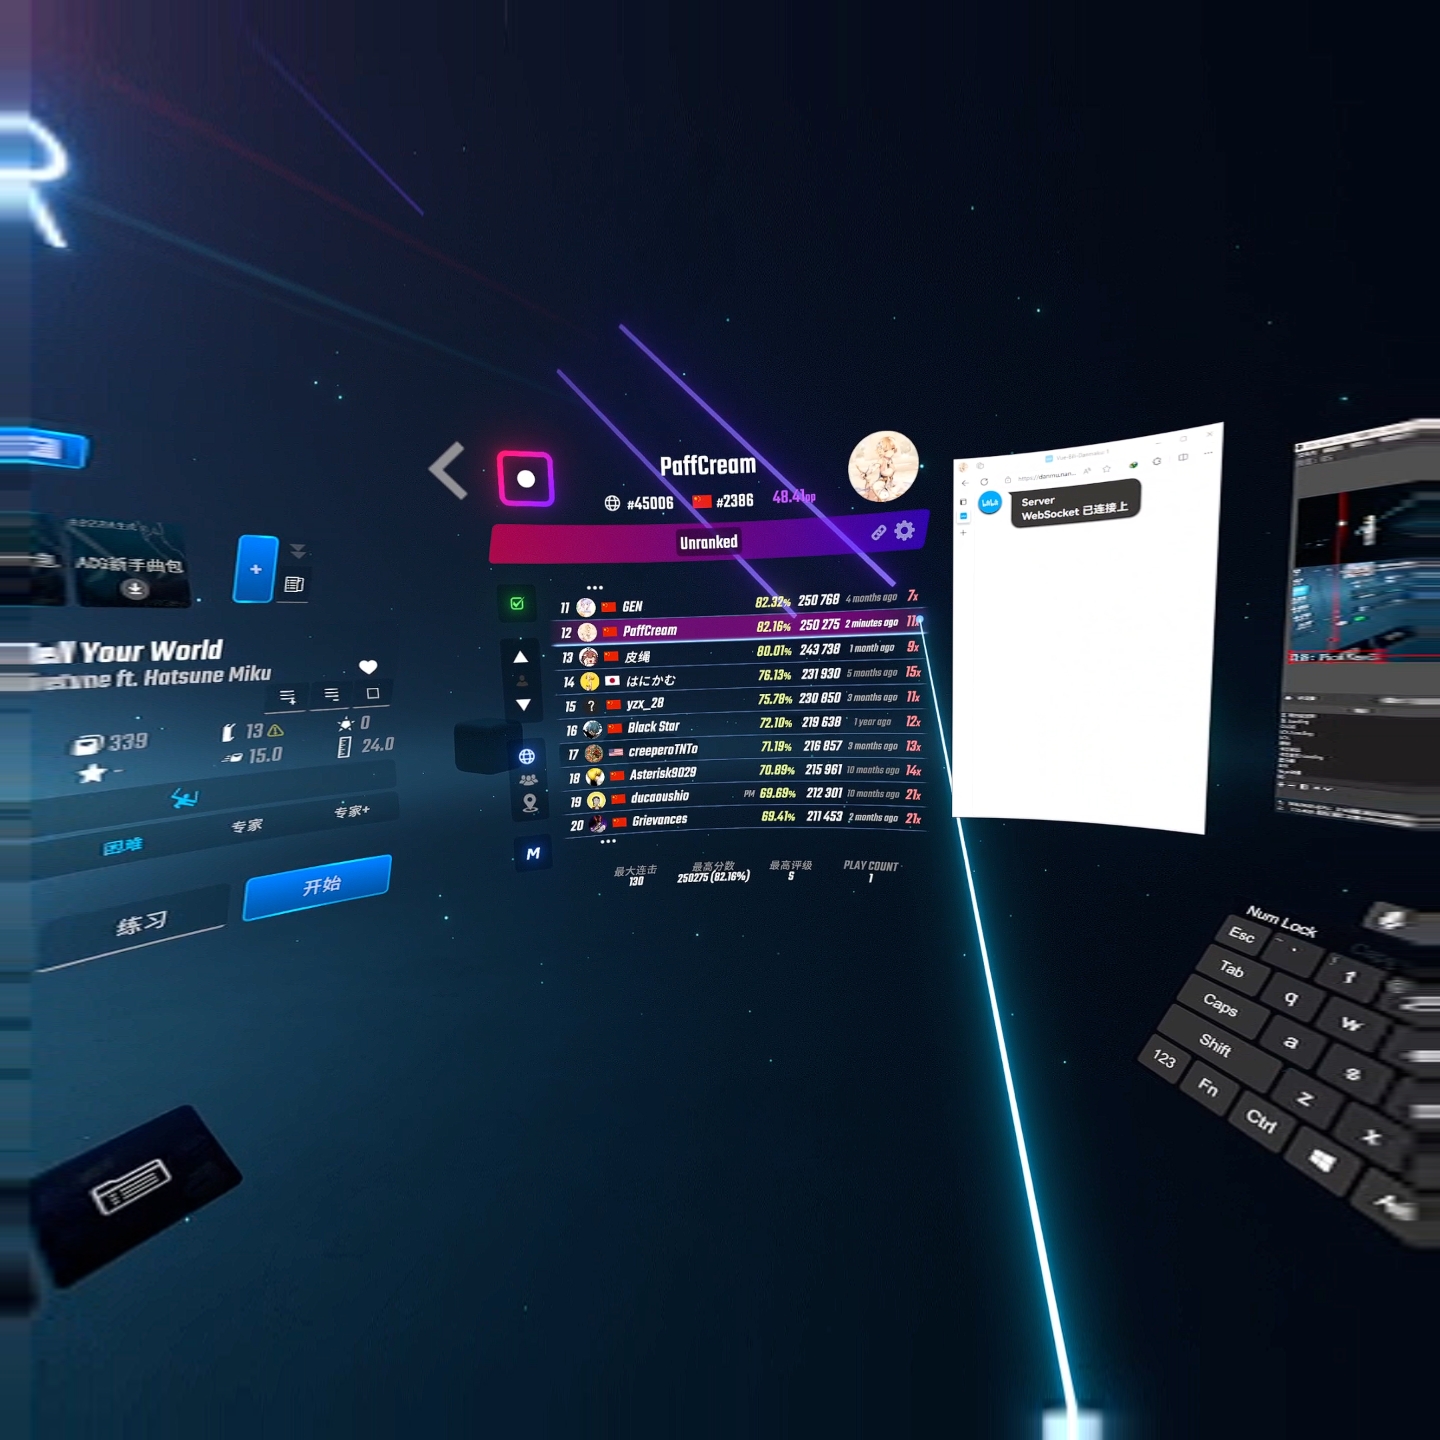 R
ADG新手曲包
+
Your World
ft. Hatsune Miku
339
13
0
15.0
24.0
-
困难
专家
专家+
练习
开始
PaffCream
#45006
#2386
48.41pp
Unranked
...
11 GEN 82.32% 250 768 4 months ago 7x
12 PaffCream 82.16% 250 275 2 minutes ago 11x
13 皮绳 80.01% 243 738 1 month ago 9x
14 はにかむ 76.13% 231 930 5 months ago 15x
15 ? yzx_28 75.78% 230 850 3 months ago 11x
16 Black Star 72.10% 219 638 1 year ago 12x
17 creeperoTNTo 71.19% 216 857 3 months ago 13x
18 Asterisk9029 70.89% 215 961 10 months ago 14x
19 ducaoushio PM 69.69% 212 301 10 months ago 21x
20 Grievances 69.41% 211 453 2 months ago 21x
...
M
最大连击
130
最高分数
250275 (82.16%)
最高评级
S
PLAY COUNT
1
Server
WebSocket 已连接上
Num Lock
Esc
1
Tab q w
Caps a s
Shift z x
123 Fn Ctrl